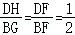 DH/BG = DF/BF = 1/2